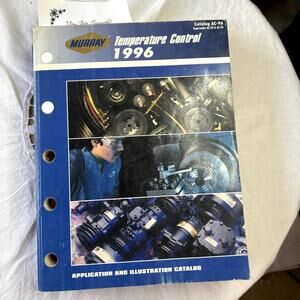 Catalog AC-96
MURRAY
Temperature Control
1996
APPLICATION AND ILLUSTRATION CATALOG